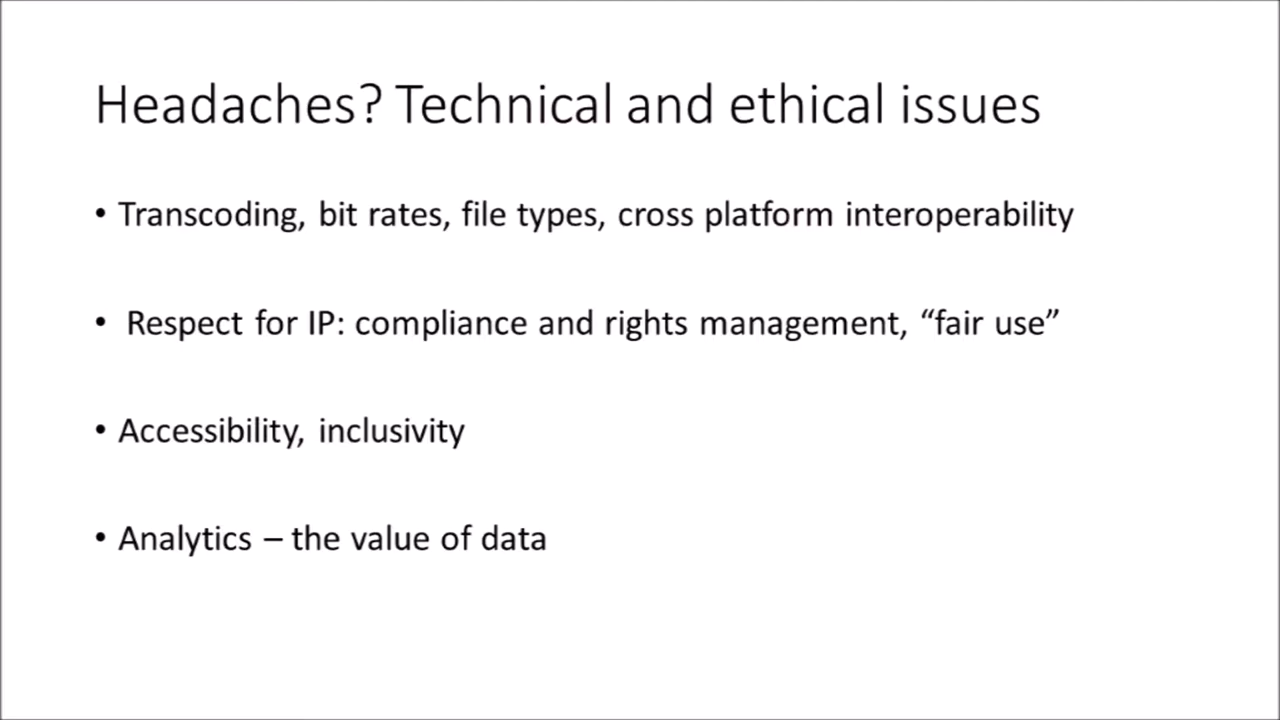 Headaches? Technical and ethical issues
• Transcoding, bit rates, file types, cross platform interoperability
• Respect for IP: compliance and rights management, “fair use”
• Accessibility, inclusivity
• Analytics – the value of data